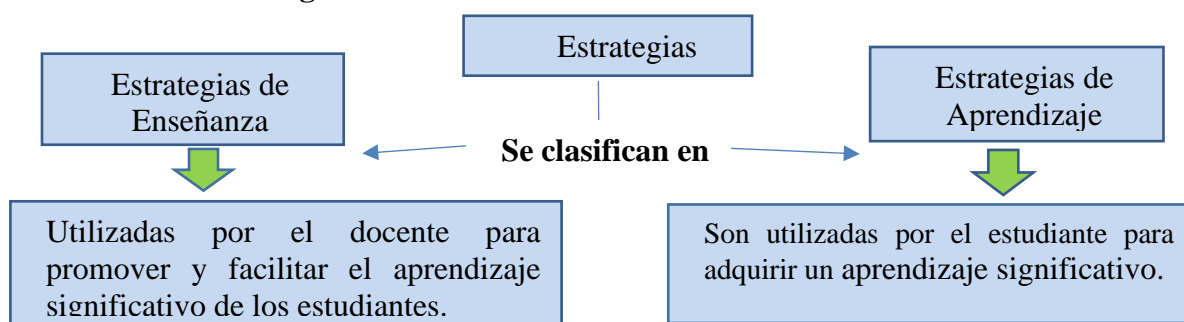 Estrategias
Estrategias de
Enseñanza
Estrategias de
Aprendizaje
Se clasifican en
Utilizadas por el docente para
promover y facilitar el aprendizaje
significativo de los estudiantes.
Son utilizadas por el estudiante para
adquirir un aprendizaje significativo.